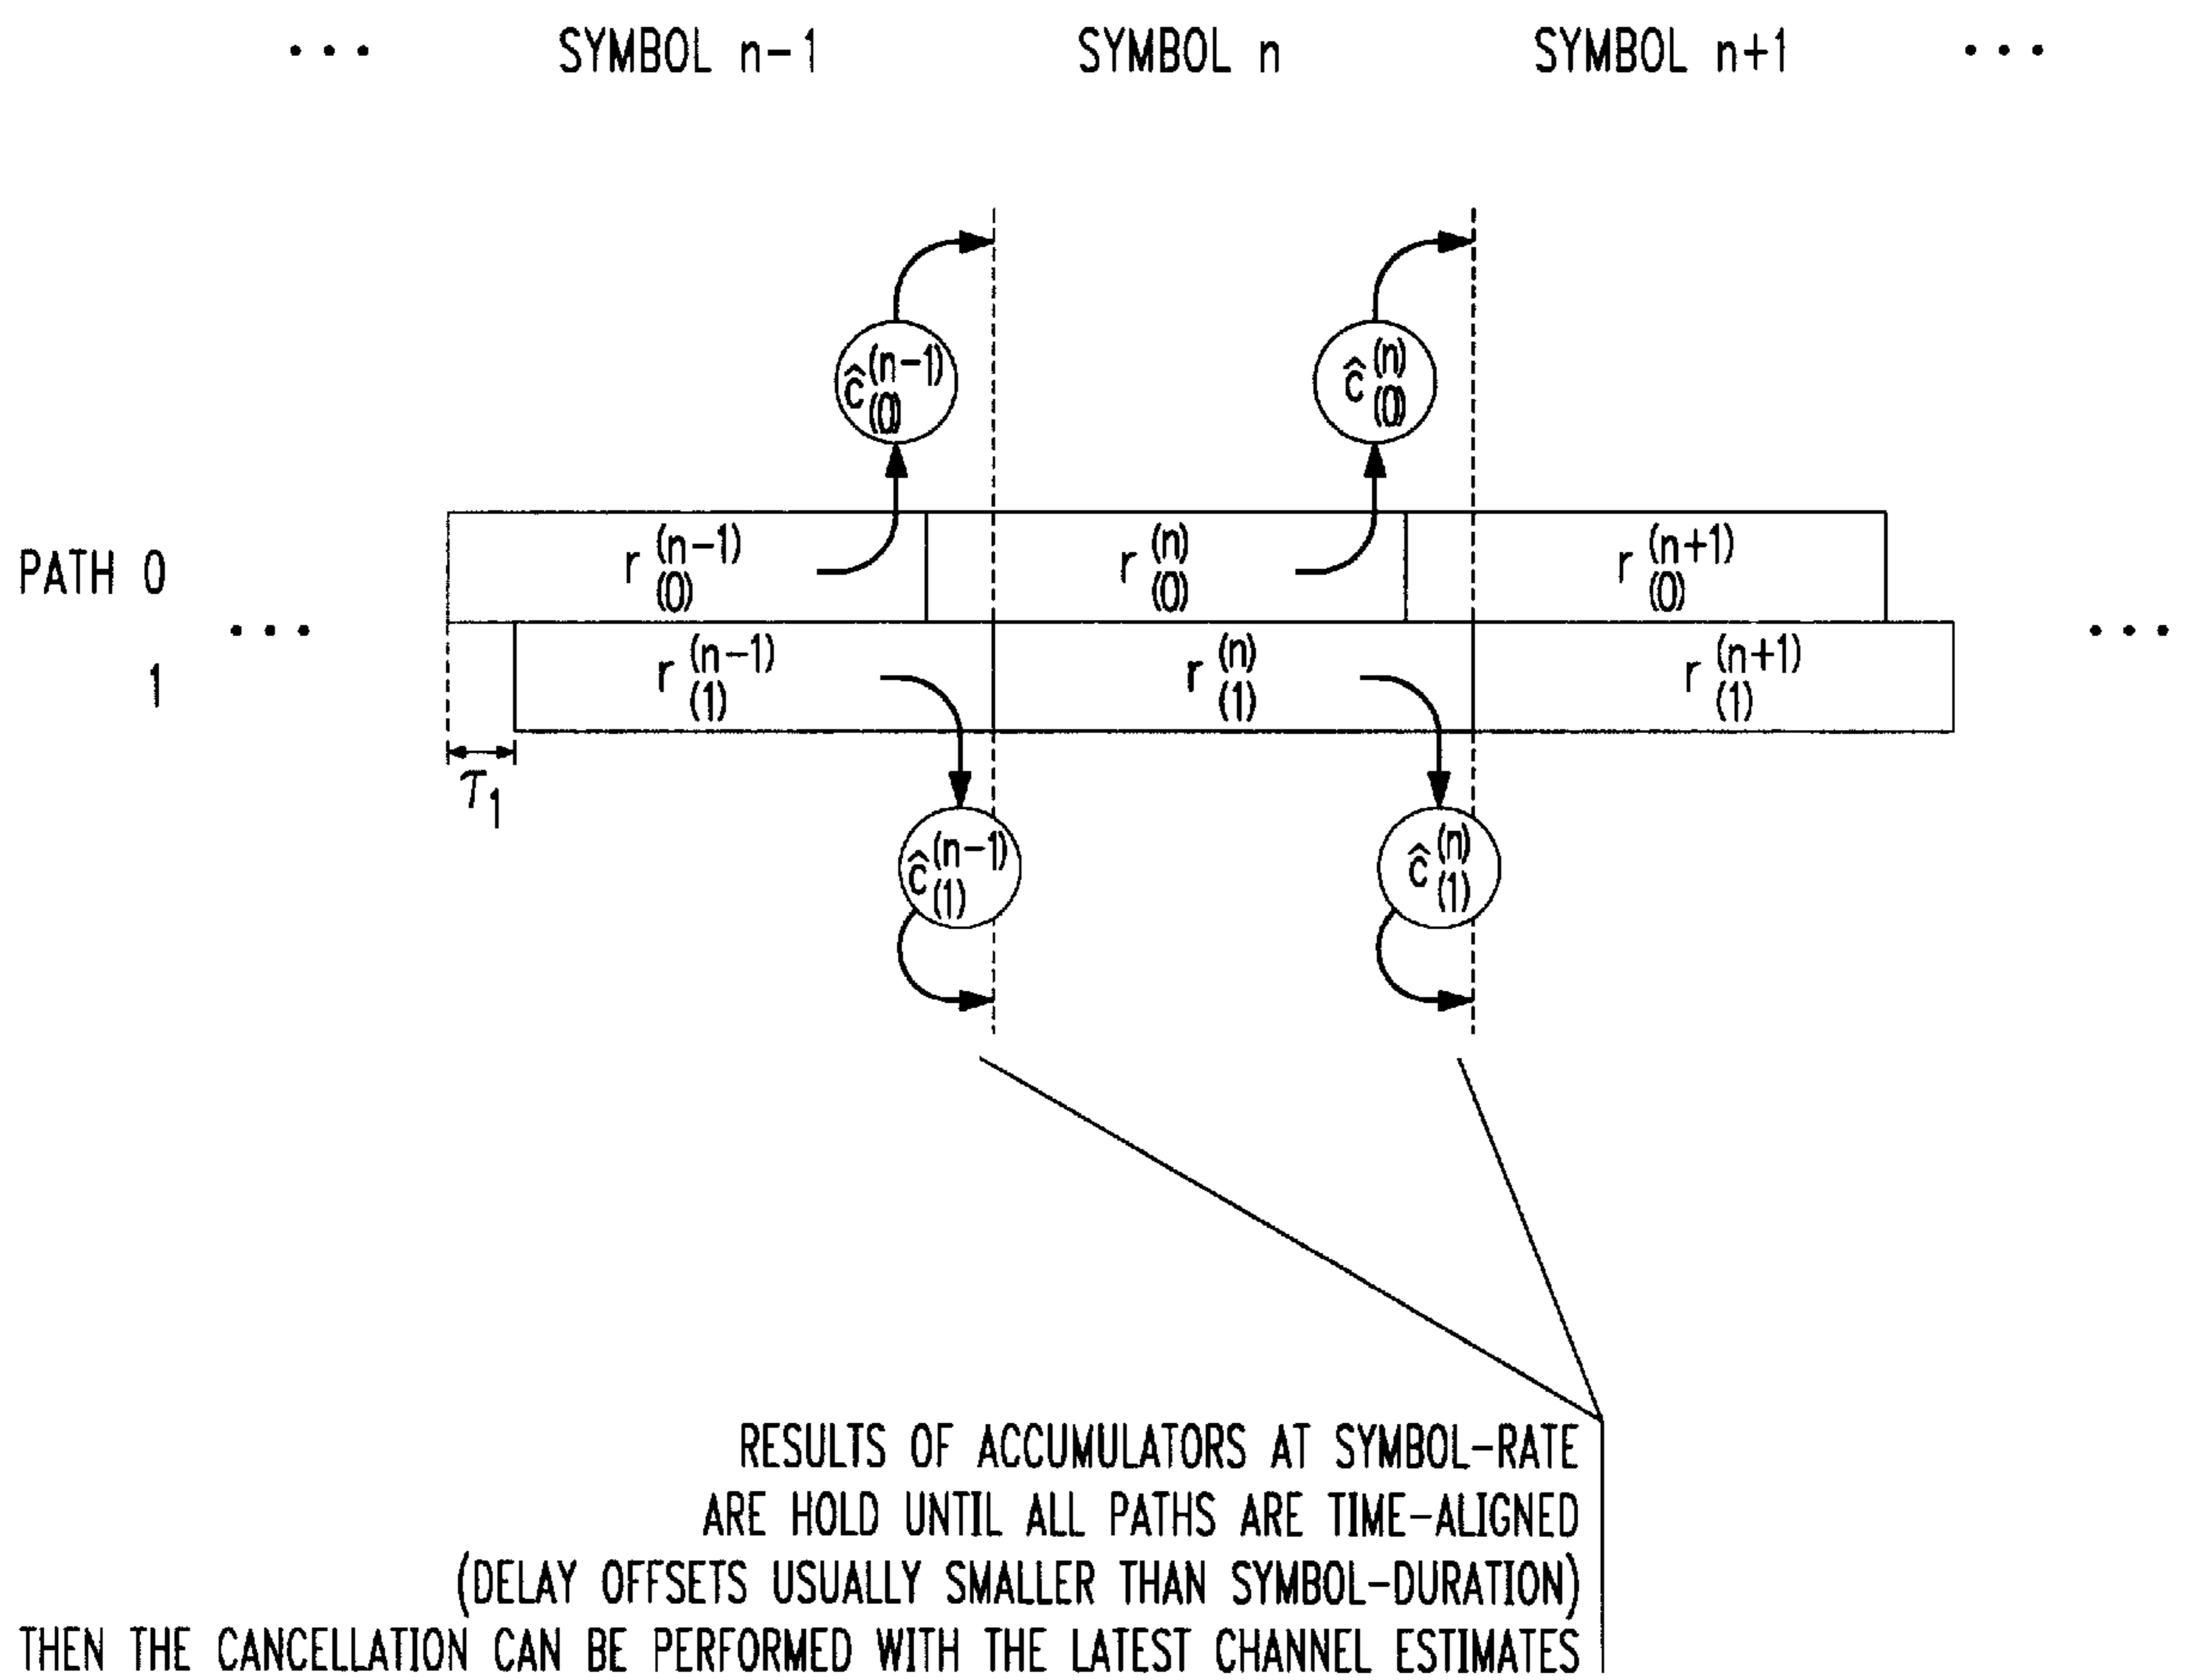 • • • SYMBOL n-1 SYMBOL n SYMBOL n+1 • • •
ĉ(0)(n-1) ĉ(0)(n)
PATH 0 r(0)(n-1) r(0)(n) r(0)(n+1)
• • • • • •
1 r(1)(n-1) r(1)(n) r(1)(n+1)
τ1
ĉ(1)(n-1) ĉ(1)(n)
RESULTS OF ACCUMULATORS AT SYMBOL-RATE
ARE HOLD UNTIL ALL PATHS ARE TIME-ALIGNED
(DELAY OFFSETS USUALLY SMALLER THAN SYMBOL-DURATION)
THEN THE CANCELLATION CAN BE PERFORMED WITH THE LATEST CHANNEL ESTIMATES